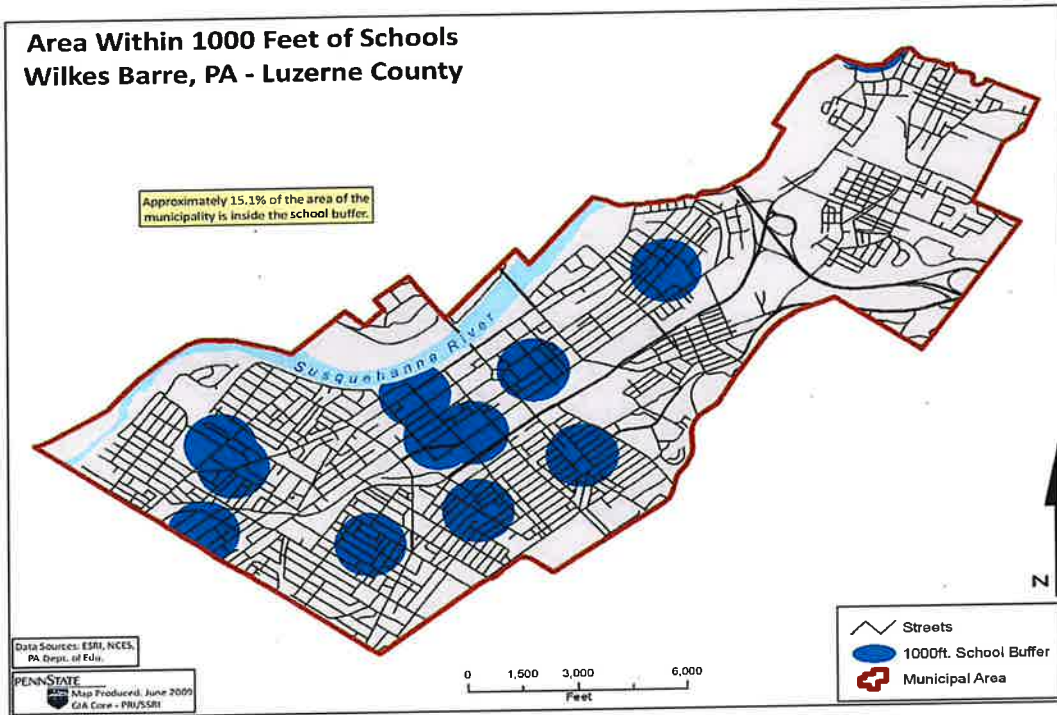 Area Within 1000 Feet of Schools
Wilkes Barre, PA - Luzerne County
Approximately 15.1% of the area of the
municipality is inside the school buffer.
Susquehanna River
N
Streets
1000ft. School Buffer
Municipal Area
0 1,500 3,000 6,000
Feet
Data Sources: ESRI, NCES,
PA Dept. of Edu.
PENNSTATE
Map Produced, June 2009
GIA Core - PRI/SSRI